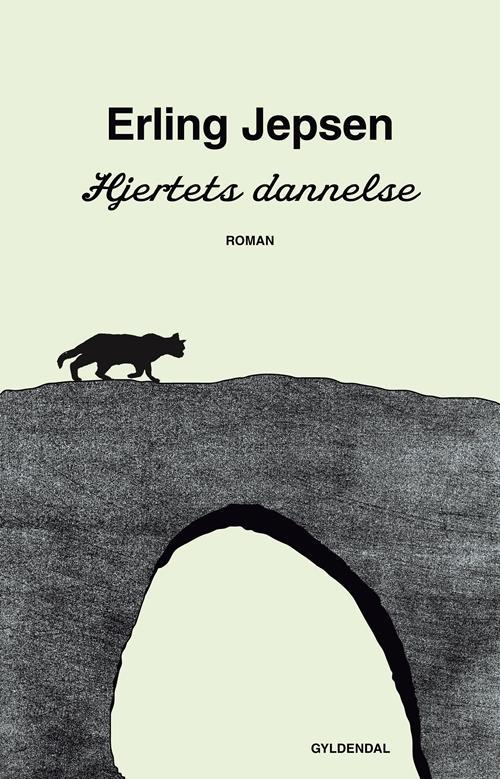 Erling Jepsen
Hjertets dannelse
ROMAN
GYLDENDAL